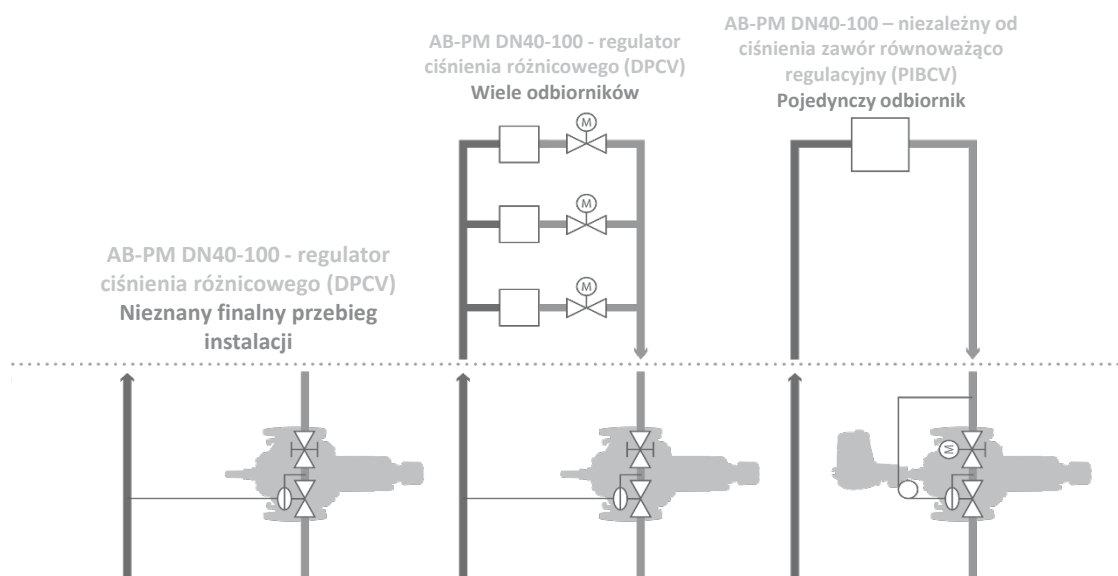 AB-PM DN40-100 - regulator
ciśnienia różnicowego (DPCV)
Nieznany finalny przebieg
instalacji
AB-PM DN40-100 - regulator
ciśnienia różnicowego (DPCV)
Wiele odbiorników
M
M
M
AB-PM DN40-100 – niezależny od
ciśnienia zawór równoważąco
regulacyjny (PIBCV)
Pojedynczy odbiornik
M